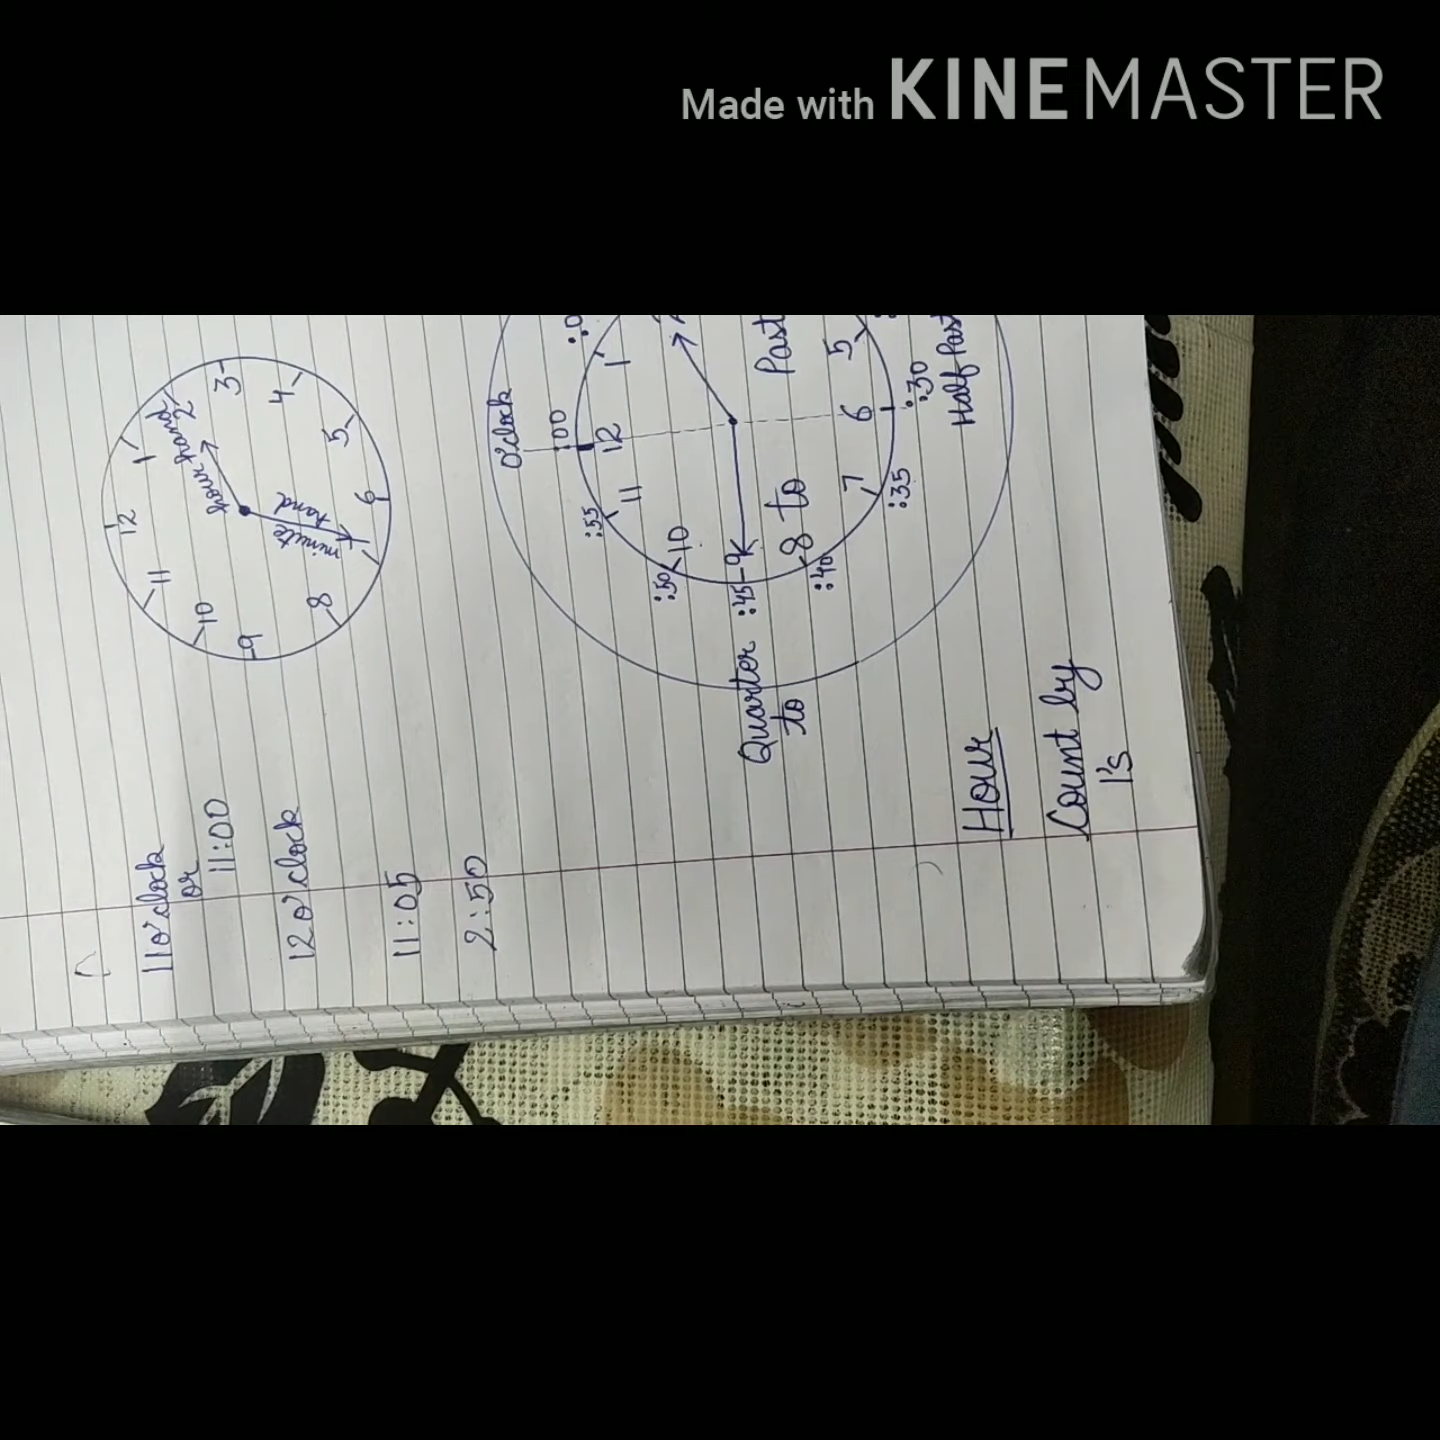 Made with KINEMASTER
11 o'clock
or
11:00
12 o'clock
11:05
2:50
12
1
2
3
4
5
6
8
9
10
11
hour hand
minute
hand
O'clock
:00
12
1
5
6
7
8
9
10
11
:55
:50
:45
:40
:35
:30
Half Past
Past
to
Quarter
to
Hour
Count by
1's